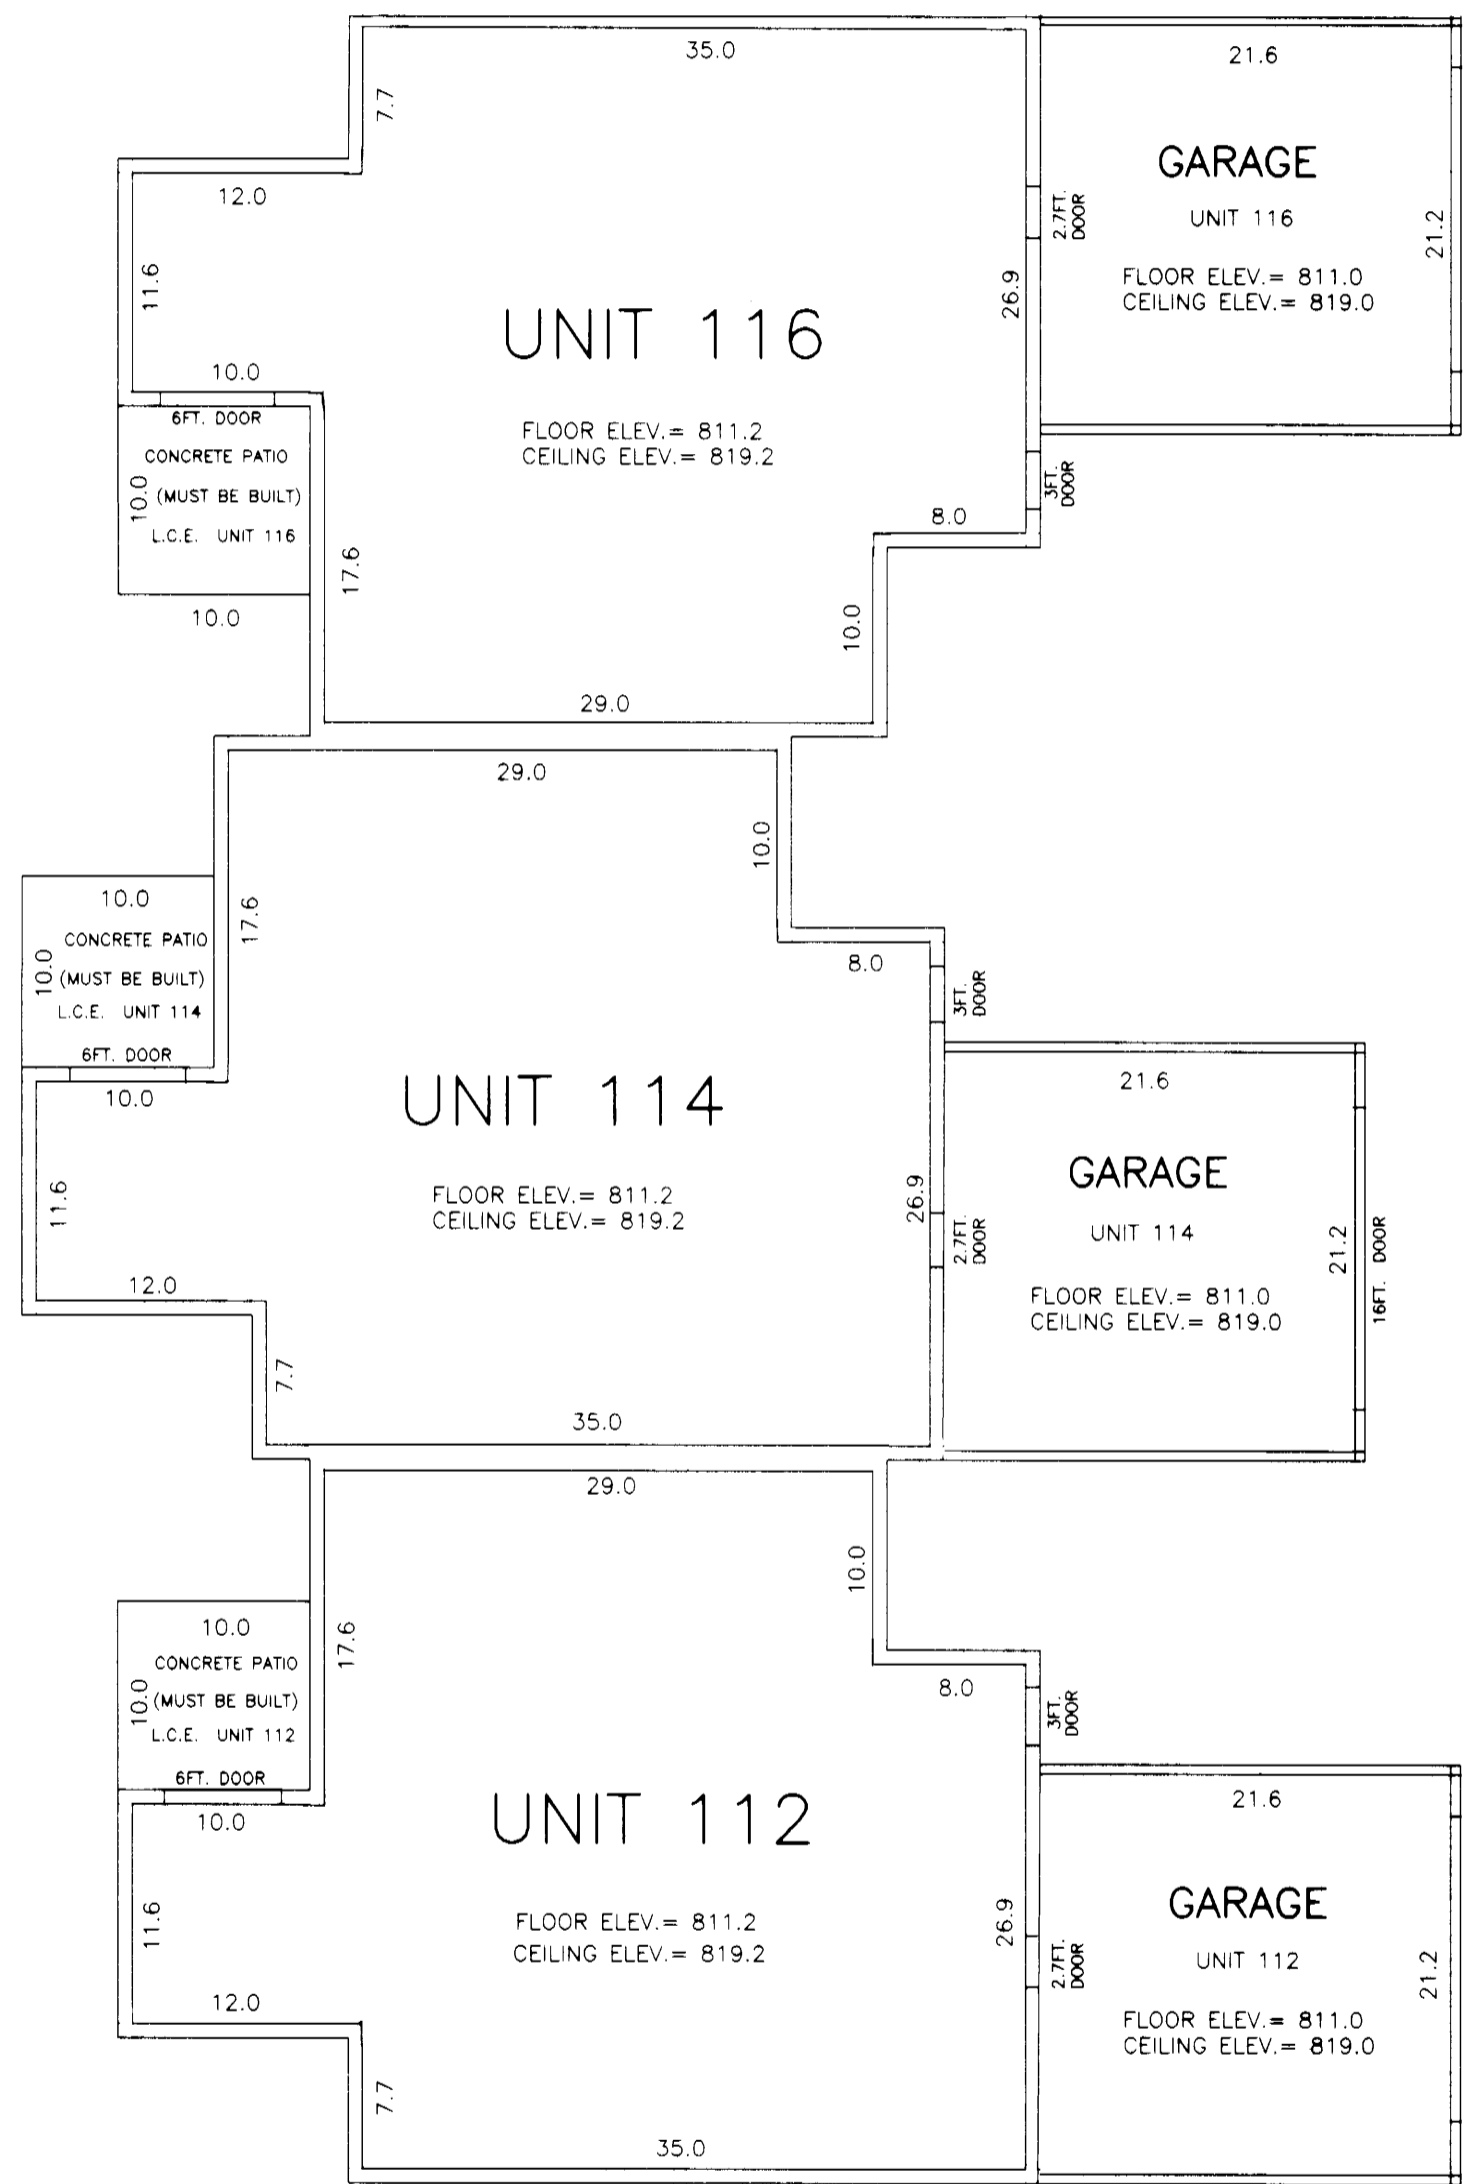 35.0
7.7
12.0
11.6
UNIT 116
10.0
FLOOR ELEV.= 811.2
CEILING ELEV.= 819.2
26.9
2.7FT.
DOOR
21.6
GARAGE
UNIT 116
FLOOR ELEV.= 811.0
CEILING ELEV.= 819.0
21.2
6FT. DOOR
CONCRETE PATIO
(MUST BE BUILT)
L.C.E. UNIT 116
10.0
10.0
17.6
3FT.
DOOR
8.0
10.0
29.0
29.0
10.0
10.0
CONCRETE PATIO
(MUST BE BUILT)
L.C.E. UNIT 114
6FT. DOOR
10.0
17.6
8.0
3FT.
DOOR
10.0
UNIT 114
FLOOR ELEV.= 811.2
CEILING ELEV.= 819.2
11.6
12.0
7.7
35.0
26.9
2.7FT.
DOOR
21.6
GARAGE
UNIT 114
FLOOR ELEV.= 811.0
CEILING ELEV.= 819.0
21.2
16FT. DOOR
29.0
10.0
10.0
CONCRETE PATIO
(MUST BE BUILT)
L.C.E. UNIT 112
6FT. DOOR
10.0
17.6
8.0
3FT.
DOOR
10.0
UNIT 112
FLOOR ELEV.= 811.2
CEILING ELEV.= 819.2
11.6
12.0
7.7
35.0
26.9
2.7FT.
DOOR
21.6
GARAGE
UNIT 112
FLOOR ELEV.= 811.0
CEILING ELEV.= 819.0
21.2